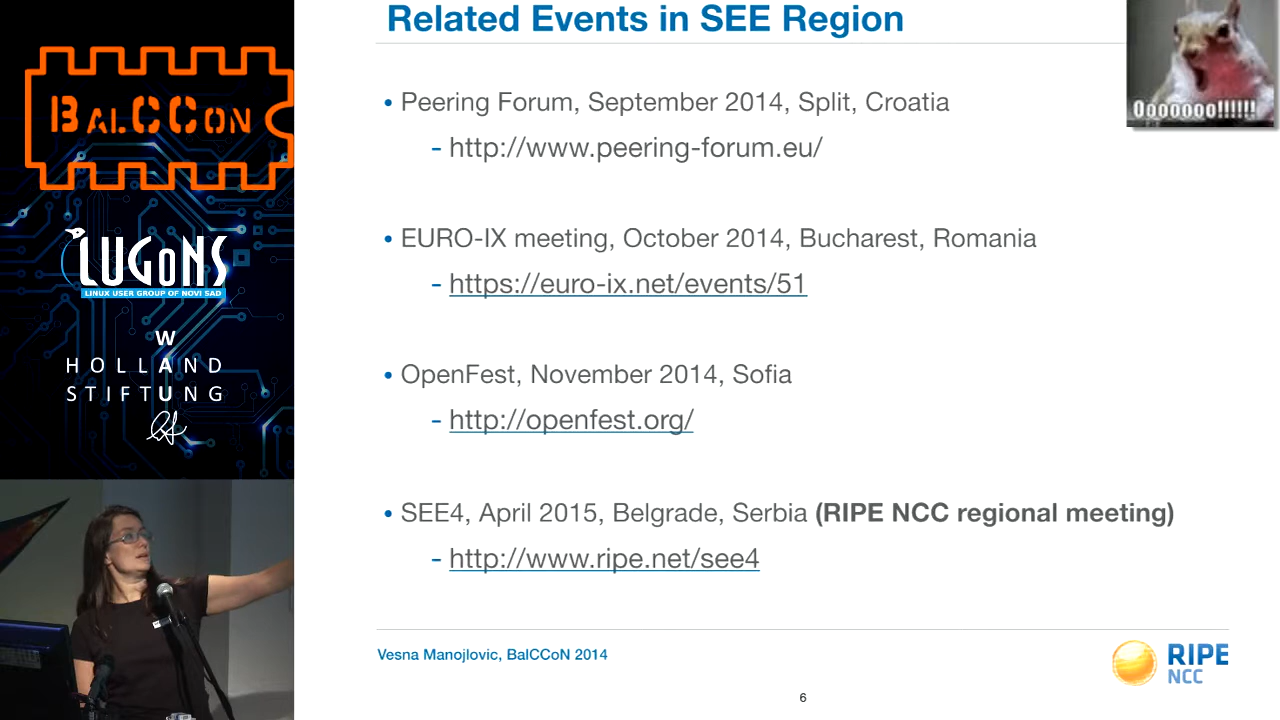 Related Events in SEE Region
Ooooooo!!!!!!
• Peering Forum, September 2014, Split, Croatia
- http://www.peering-forum.eu/
• EURO-IX meeting, October 2014, Bucharest, Romania
- https://euro-ix.net/events/51
• OpenFest, November 2014, Sofia
- http://openfest.org/
• SEE4, April 2015, Belgrade, Serbia (RIPE NCC regional meeting)
- http://www.ripe.net/see4
Vesna Manojlovic, BalCCoN 2014
RIPE
NCC
6
BALCCON
LUGONS
LINUX USER GROUP OF NOVI SAD
W
HOLLAND
STIFTUNG